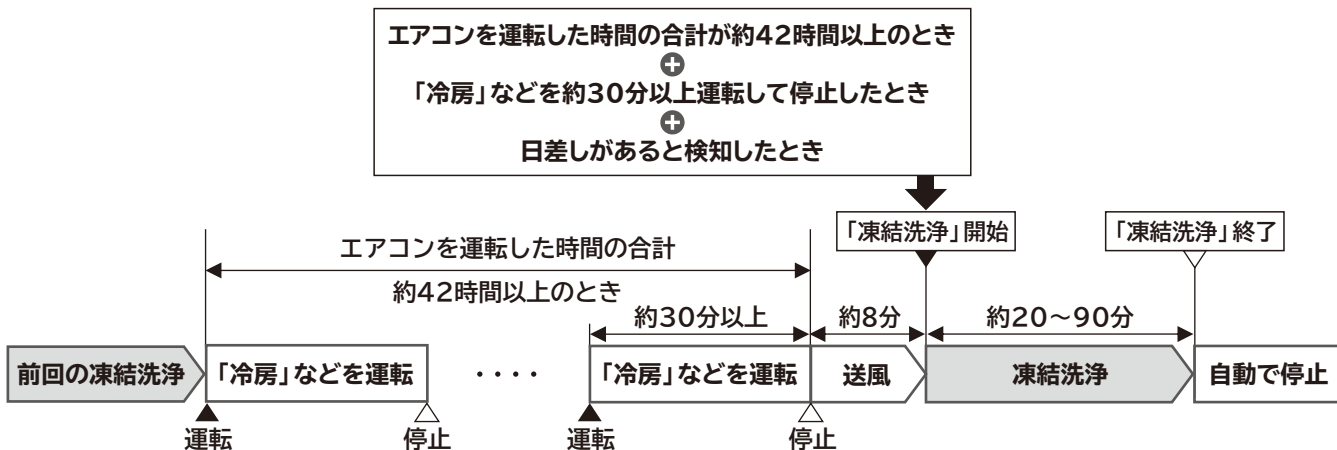 エアコンを運転した時間の合計が約42時間以上のとき
+
「冷房」などを約30分以上運転して停止したとき
+
日差しがあると検知したとき
「凍結洗浄」開始
「凍結洗浄」終了
エアコンを運転した時間の合計
約42時間以上のとき
約30分以上
約8分
約20～90分
前回の凍結洗浄
「冷房」などを運転
・・・・
「冷房」などを運転
送風
凍結洗浄
自動で停止
運転
停止
運転
停止